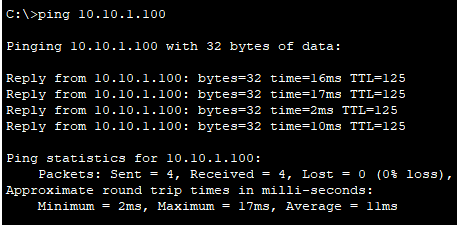 C:\>ping 10.10.1.100
Pinging 10.10.1.100 with 32 bytes of data:
Reply from 10.10.1.100: bytes=32 time=16ms TTL=125
Reply from 10.10.1.100: bytes=32 time=17ms TTL=125
Reply from 10.10.1.100: bytes=32 time=2ms TTL=125
Reply from 10.10.1.100: bytes=32 time=10ms TTL=125
Ping statistics for 10.10.1.100:
Packets: Sent = 4, Received = 4, Lost = 0 (0% loss),
Approximate round trip times in milli-seconds:
Minimum = 2ms, Maximum = 17ms, Average = 11ms